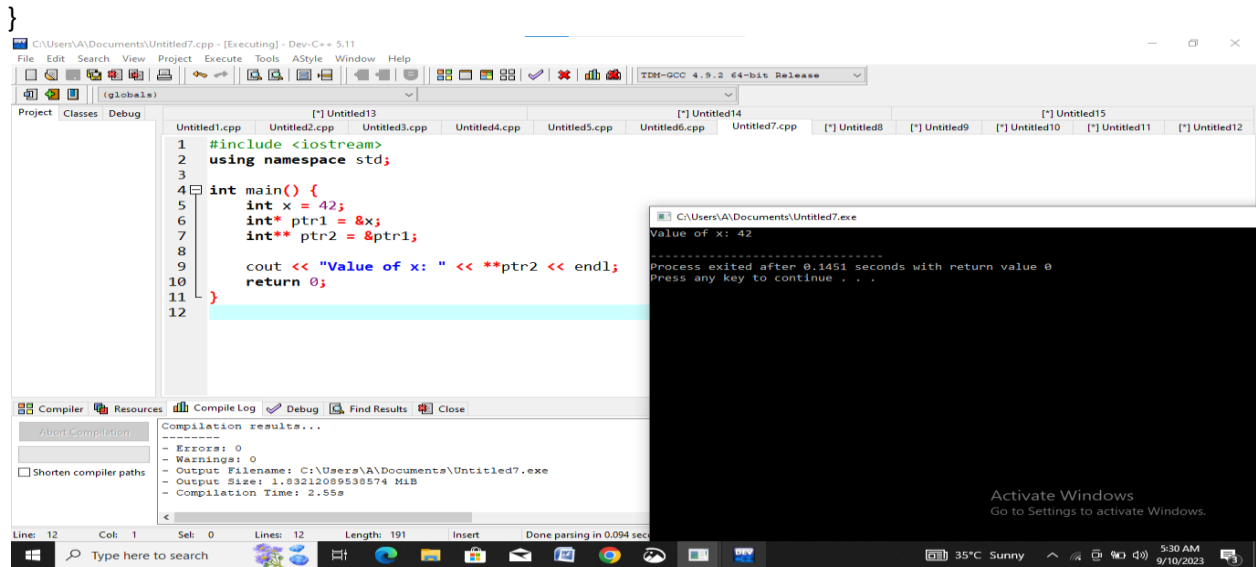 }
C:\Users\A\Documents\Untitled7.cpp - [Executing] - Dev-C++ 5.11
File Edit Search View Project Execute Tools AStyle Window Help
TDM-GCC 4.9.2 64-bit Release
(globals)
Project Classes Debug
[*] Untitled13 [*] Untitled14 [*] Untitled15
Untitled1.cpp Untitled2.cpp Untitled3.cpp Untitled4.cpp Untitled5.cpp Untitled6.cpp Untitled7.cpp [*] Untitled8 [*] Untitled9 [*] Untitled10 [*] Untitled11 [*] Untitled12
1 #include <iostream>
2 using namespace std;
3
4 int main() {
5 int x = 42;
6 int* ptr1 = &x;
7 int** ptr2 = &ptr1;
8
9 cout << "Value of x: " << **ptr2 << endl;
10 return 0;
11 }
12
C:\Users\A\Documents\Untitled7.exe
Value of x: 42
--------------------------------
Process exited after 0.1451 seconds with return value 0
Press any key to continue . . .
Compiler Resources Compile Log Debug Find Results Close
Abort Compilation
Shorten compiler paths
Compilation results...
--------
- Errors: 0
- Warnings: 0
- Output Filename: C:\Users\A\Documents\Untitled7.exe
- Output Size: 1.83212089538574 MiB
- Compilation Time: 2.55s
Activate Windows
Go to Settings to activate Windows.
Line: 12 Col: 1 Sel: 0 Lines: 12 Length: 191 Insert Done parsing in 0.094 seco
Type here to search
DEV
35°C Sunny
5:30 AM
9/10/2023
3